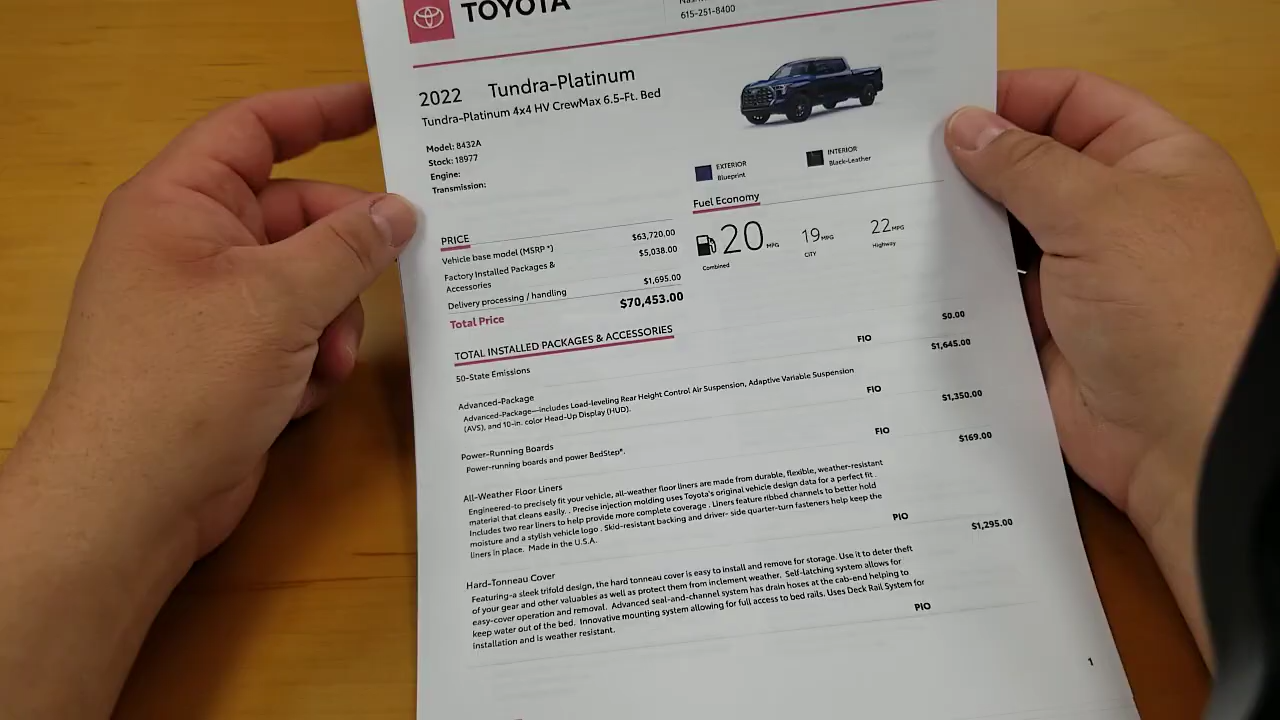 TOYOTA
615-251-8400
2022 Tundra-Platinum
Tundra-Platinum 4x4 HV CrewMax 6.5-Ft. Bed
Model: 8432A
Stock: 18977
Engine:
Transmission:
EXTERIOR
Blueprint
INTERIOR
Black-Leather
PRICE
Vehicle base model (MSRP *) $63,720.00
Factory Installed Packages & $5,038.00
Accessories
Delivery processing / handling $1,695.00
Total Price $70,453.00
Fuel Economy
20 MPG
Combined
19 MPG
CITY
22 MPG
Highway
TOTAL INSTALLED PACKAGES & ACCESSORIES
50-State Emissions FIO $0.00
Advanced-Package FIO $1,645.00
Advanced-Package—includes Load-leveling Rear Height Control Air Suspension, Adaptive Variable Suspension
(AVS), and 10-in. color Head-Up Display (HUD).
Power-Running Boards FIO $1,350.00
Power-running boards and power BedStep*.
All-Weather Floor Liners PIO $169.00
Engineered-to precisely fit your vehicle, all-weather floor liners are made from durable, flexible, weather-resistant
material that cleans easily. . Precise injection molding uses Toyota's original vehicle design data for a perfect fit .
Includes two rear liners to help provide more complete coverage . Liners feature ribbed channels to better hold
moisture and a stylish vehicle logo . Skid-resistant backing and driver- side quarter-turn fasteners help keep the
liners in place. Made in the U.S.A.
Hard-Tonneau Cover PIO $1,295.00
Featuring-a sleek trifold design, the hard tonneau cover is easy to install and remove for storage. Use it to deter theft
of your gear and other valuables as well as protect them from inclement weather. Self-latching system allows for
easy-cover operation and removal. Advanced seal-and-channel system has drain hoses at the cab-end helping to
keep water out of the bed. Innovative mounting system allowing for full access to bed rails. Uses Deck Rail System for
installation and is weather resistant.
1